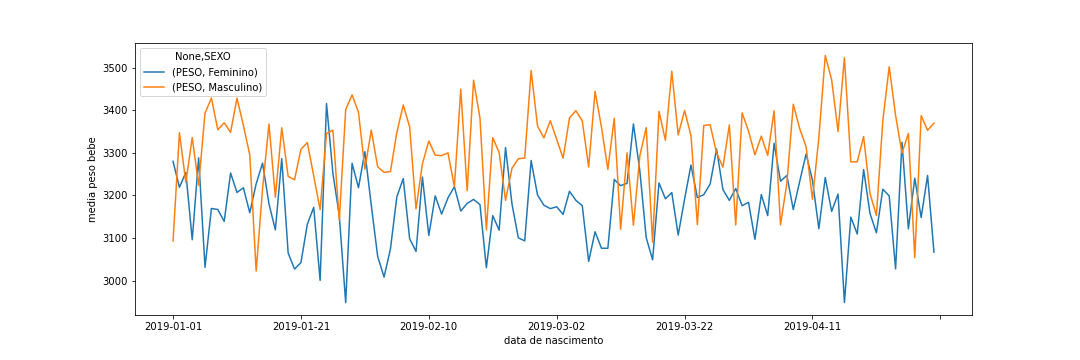 None,SEXO
(PESO, Feminino)
(PESO, Masculino)
3500
3400
3300
3200
3100
3000
media peso bebe
2019-01-01
2019-01-21
2019-02-10
2019-03-02
2019-03-22
2019-04-11
data de nascimento